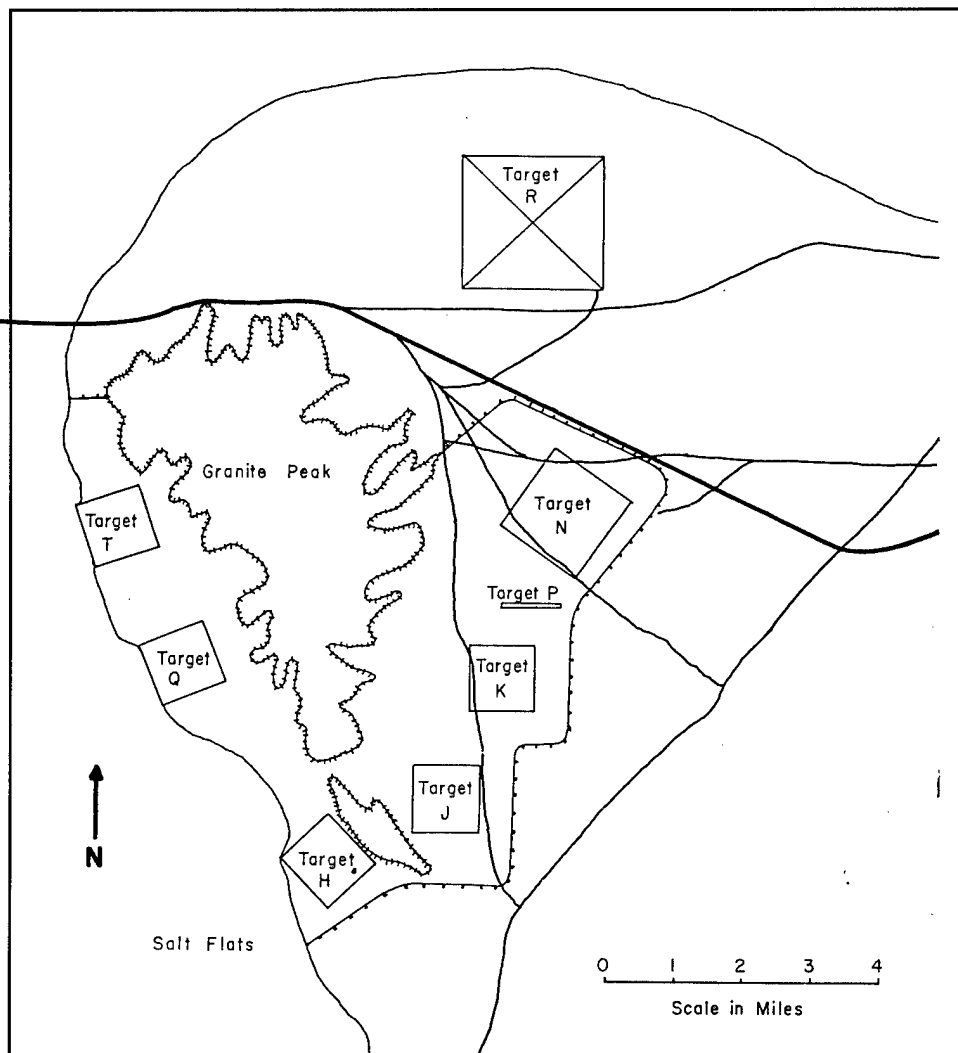 Target
R
Granite Peak
Target
T
Target
N
Target P
Target
Q
Target
K
Target
J
Target
H
N
Salt Flats
0 1 2 3 4
Scale in Miles